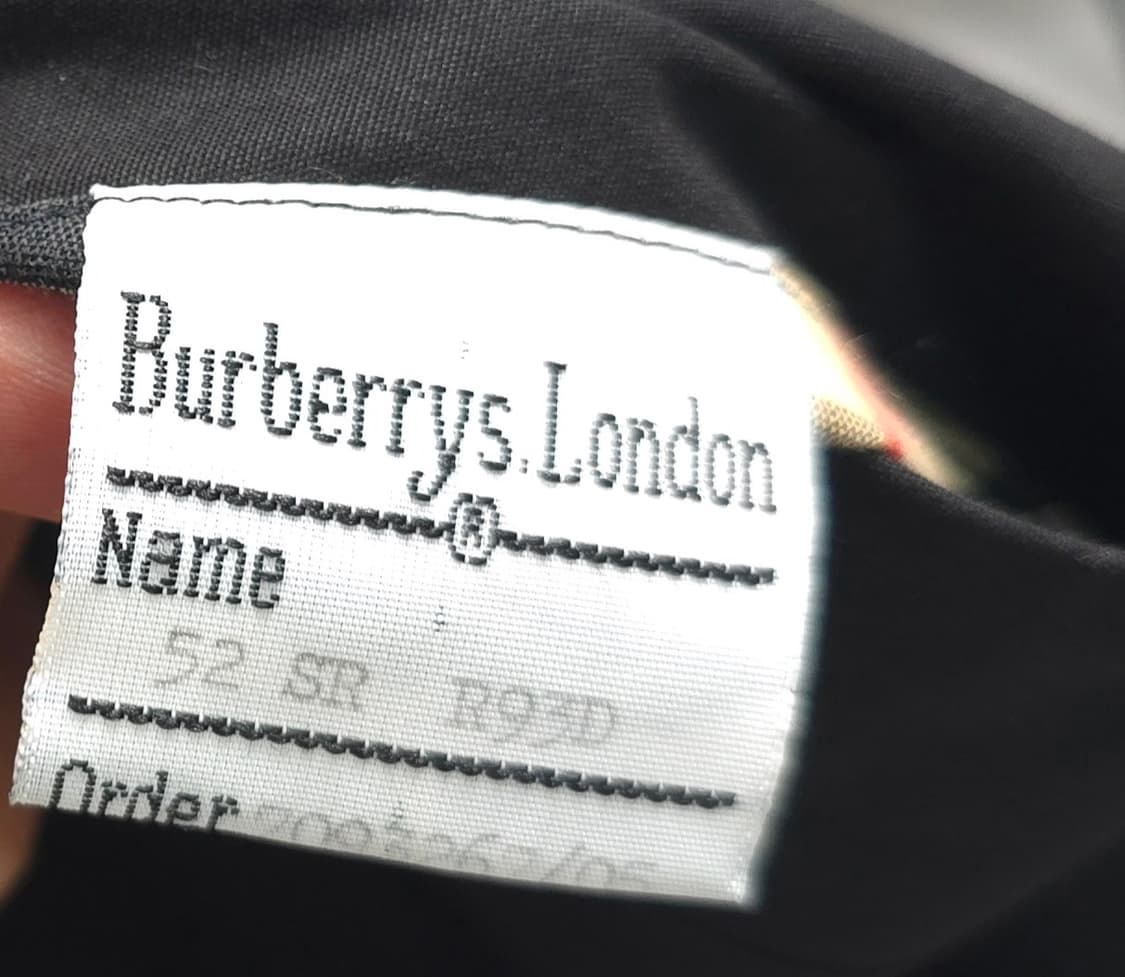 Burberrys.London
®
Name
52 SR R93D
Order